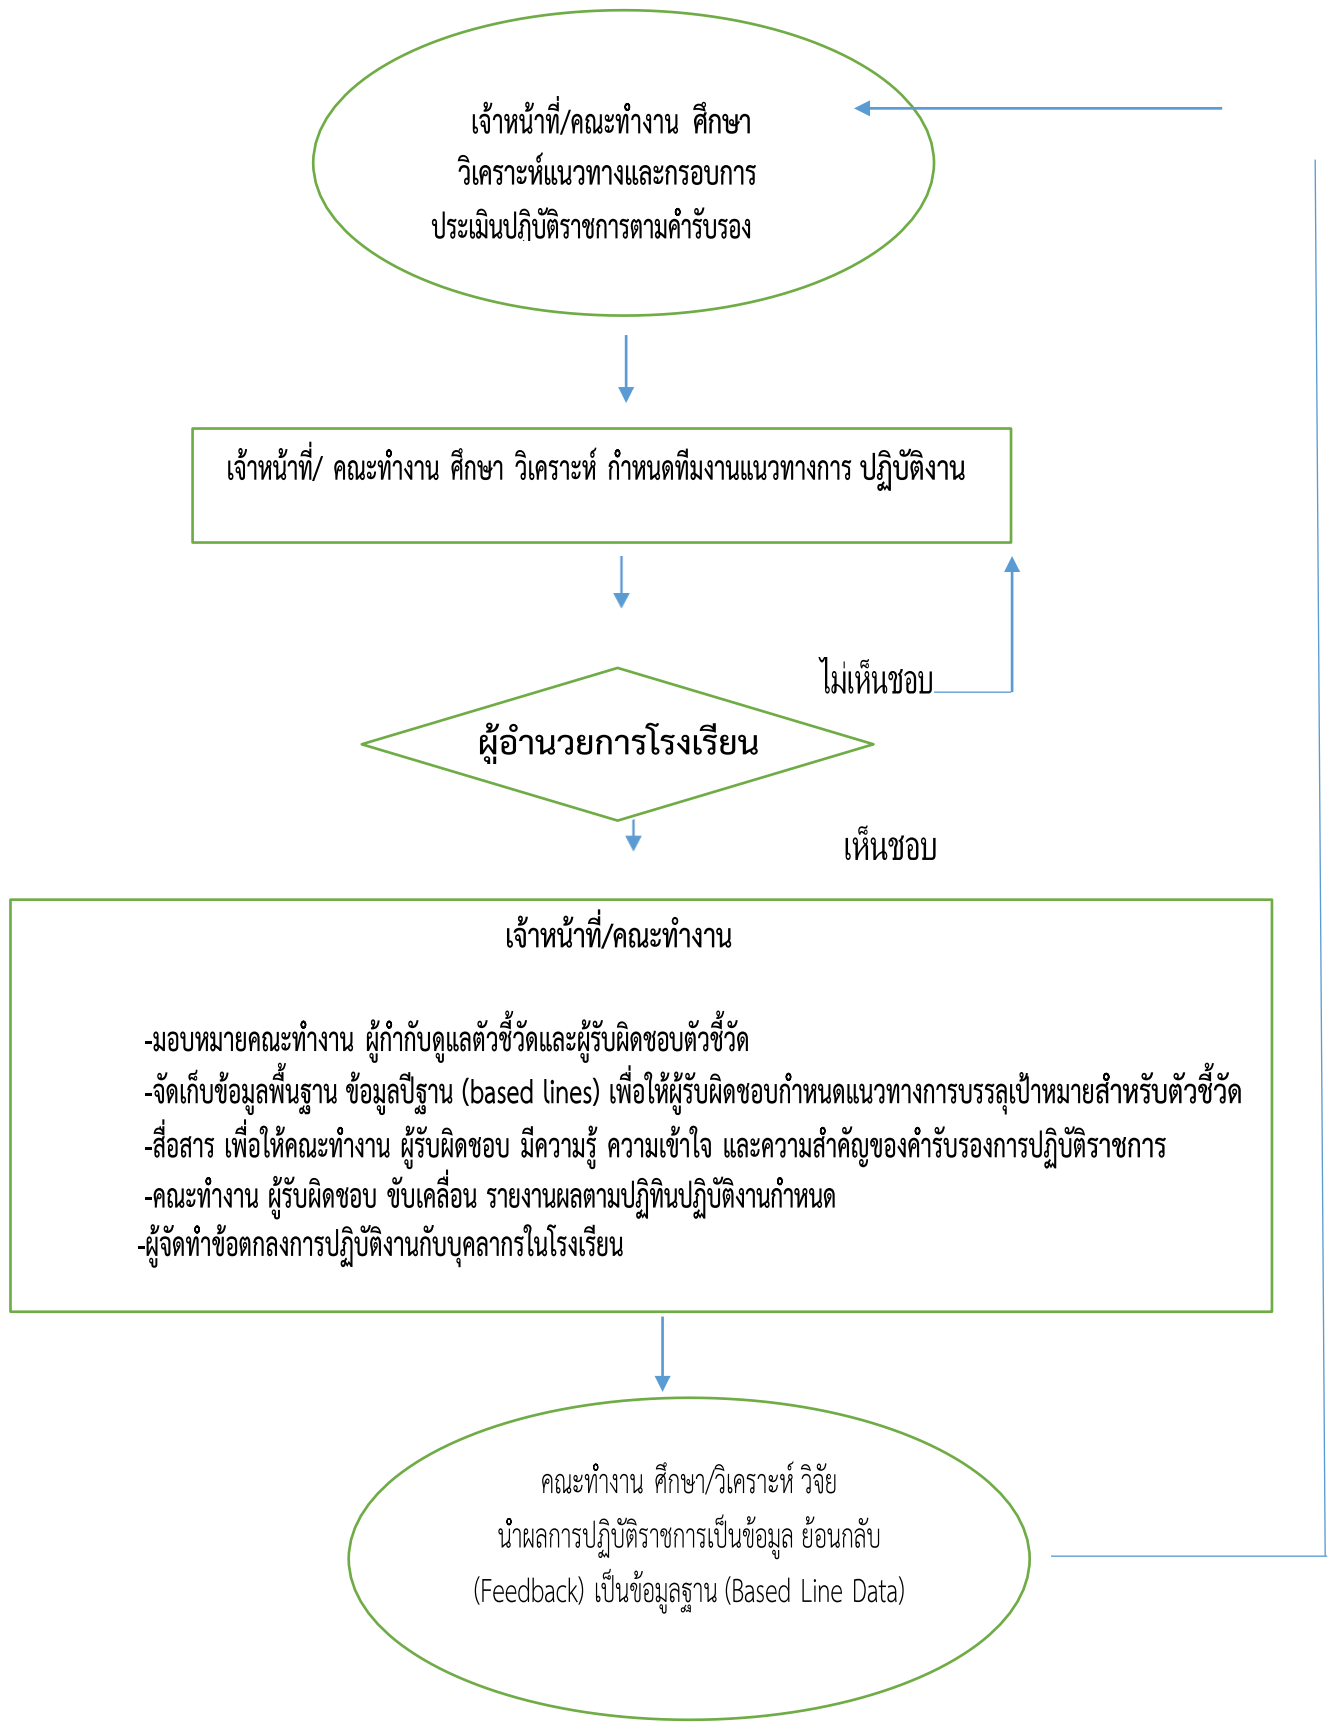 เจ้าหน้าที่/คณะทำงาน ศึกษา
วิเคราะห์แนวทางและกรอบการ
ประเมินปฏิบัติราชการตามคำรับรอง
เจ้าหน้าที่/ คณะทำงาน ศึกษา วิเคราะห์ กำหนดทีมงานแนวทางการ ปฏิบัติงาน
ไม่เห็นชอบ
ผู้อำนวยการโรงเรียน
เห็นชอบ
เจ้าหน้าที่/คณะทำงาน
-มอบหมายคณะทำงาน ผู้กำกับดูแลตัวชี้วัดและผู้รับผิดชอบตัวชี้วัด
-จัดเก็บข้อมูลพื้นฐาน ข้อมูลปีฐาน (based lines) เพื่อให้ผู้รับผิดชอบกำหนดแนวทางการบรรลุเป้าหมายสำหรับตัวชี้วัด
-สื่อสาร เพื่อให้คณะทำงาน ผู้รับผิดชอบ มีความรู้ ความเข้าใจ และความสำคัญของคำรับรองการปฏิบัติราชการ
-คณะทำงาน ผู้รับผิดชอบ ขับเคลื่อน รายงานผลตามปฏิทินปฏิบัติงานกำหนด
-ผู้จัดทำข้อตกลงการปฏิบัติงานกับบุคลากรในโรงเรียน
คณะทำงาน ศึกษา/วิเคราะห์ วิจัย
นำผลการปฏิบัติราชการเป็นข้อมูล ย้อนกลับ
(Feedback) เป็นข้อมูลฐาน (Based Line Data)